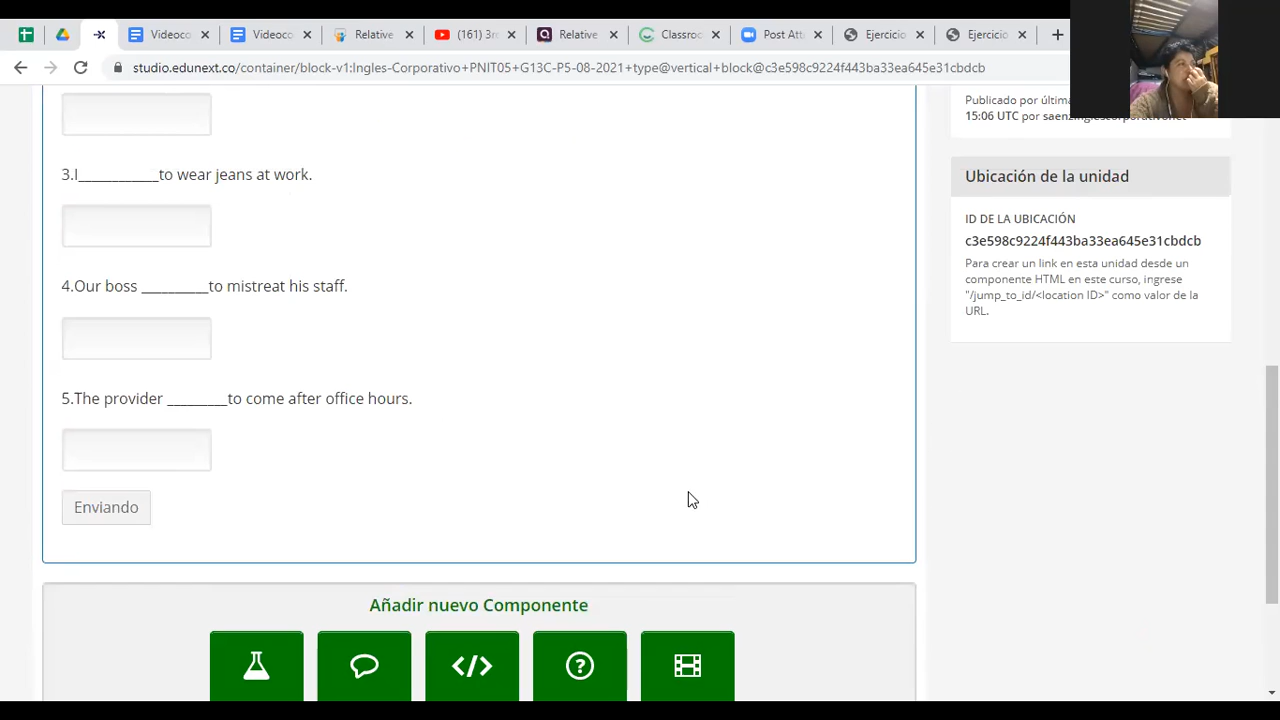 Videoco
Videoco
Relative
(161) 3
Relative
Classroo
Post Att
Ejercicio
Ejercicio
studio.edunext.co/container/block-v1:Ingles-Corporativo+PNIT05+G13C-P5-08-2021+type@vertical+block@c3e598c9224f443ba33ea645e31cbdcb
Publicado por última
15:06 UTC por
3.I____________to wear jeans at work.
Ubicación de la unidad
ID DE LA UBICACIÓN
c3e598c9224f443ba33ea645e31cbdcb
Para crear un link en esta unidad desde un
componente HTML en este curso, ingrese
"/jump_to_id/<location ID>" como valor de la
URL.
4.Our boss __________to mistreat his staff.
5.The provider _________to come after office hours.
Enviando
Añadir nuevo Componente